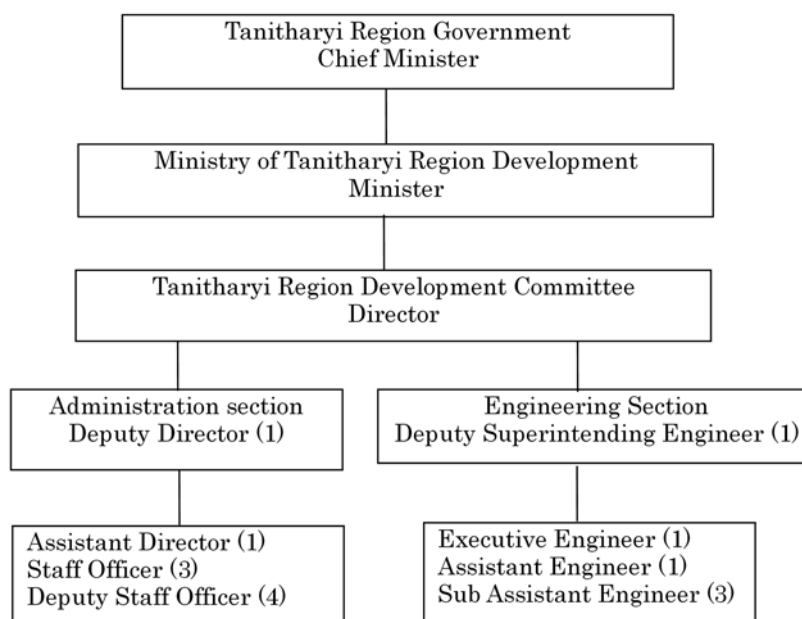 Tanitharyi Region Government
Chief Minister
Ministry of Tanitharyi Region Development
Minister
Tanitharyi Region Development Committee
Director
Administration section
Deputy Director (1)
Engineering Section
Deputy Superintending Engineer (1)
Assistant Director (1)
Staff Officer (3)
Deputy Staff Officer (4)
Executive Engineer (1)
Assistant Engineer (1)
Sub Assistant Engineer (3)